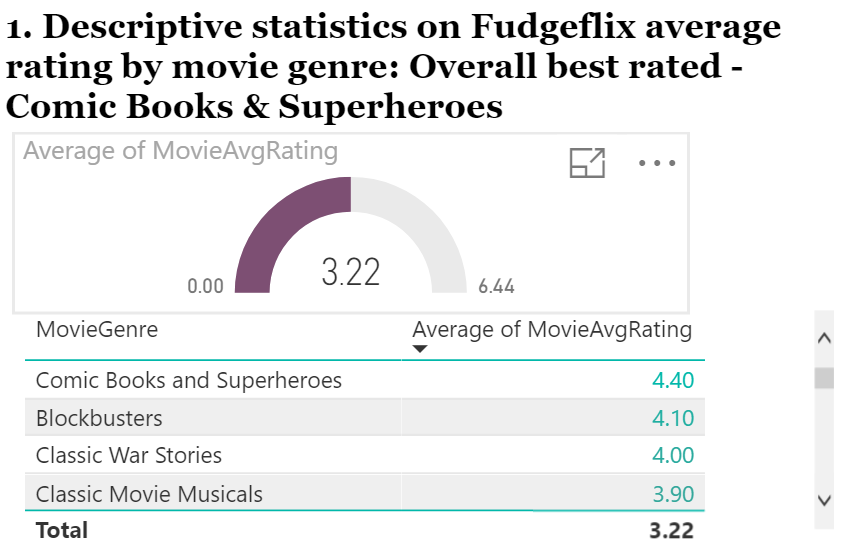 1. Descriptive statistics on Fudgeflix average
rating by movie genre: Overall best rated -
Comic Books & Superheroes
Average of MovieAvgRating
3.22
0.00
6.44
MovieGenre Average of MovieAvgRating
Comic Books and Superheroes 4.40
Blockbusters 4.10
Classic War Stories 4.00
Classic Movie Musicals 3.90
Total 3.22